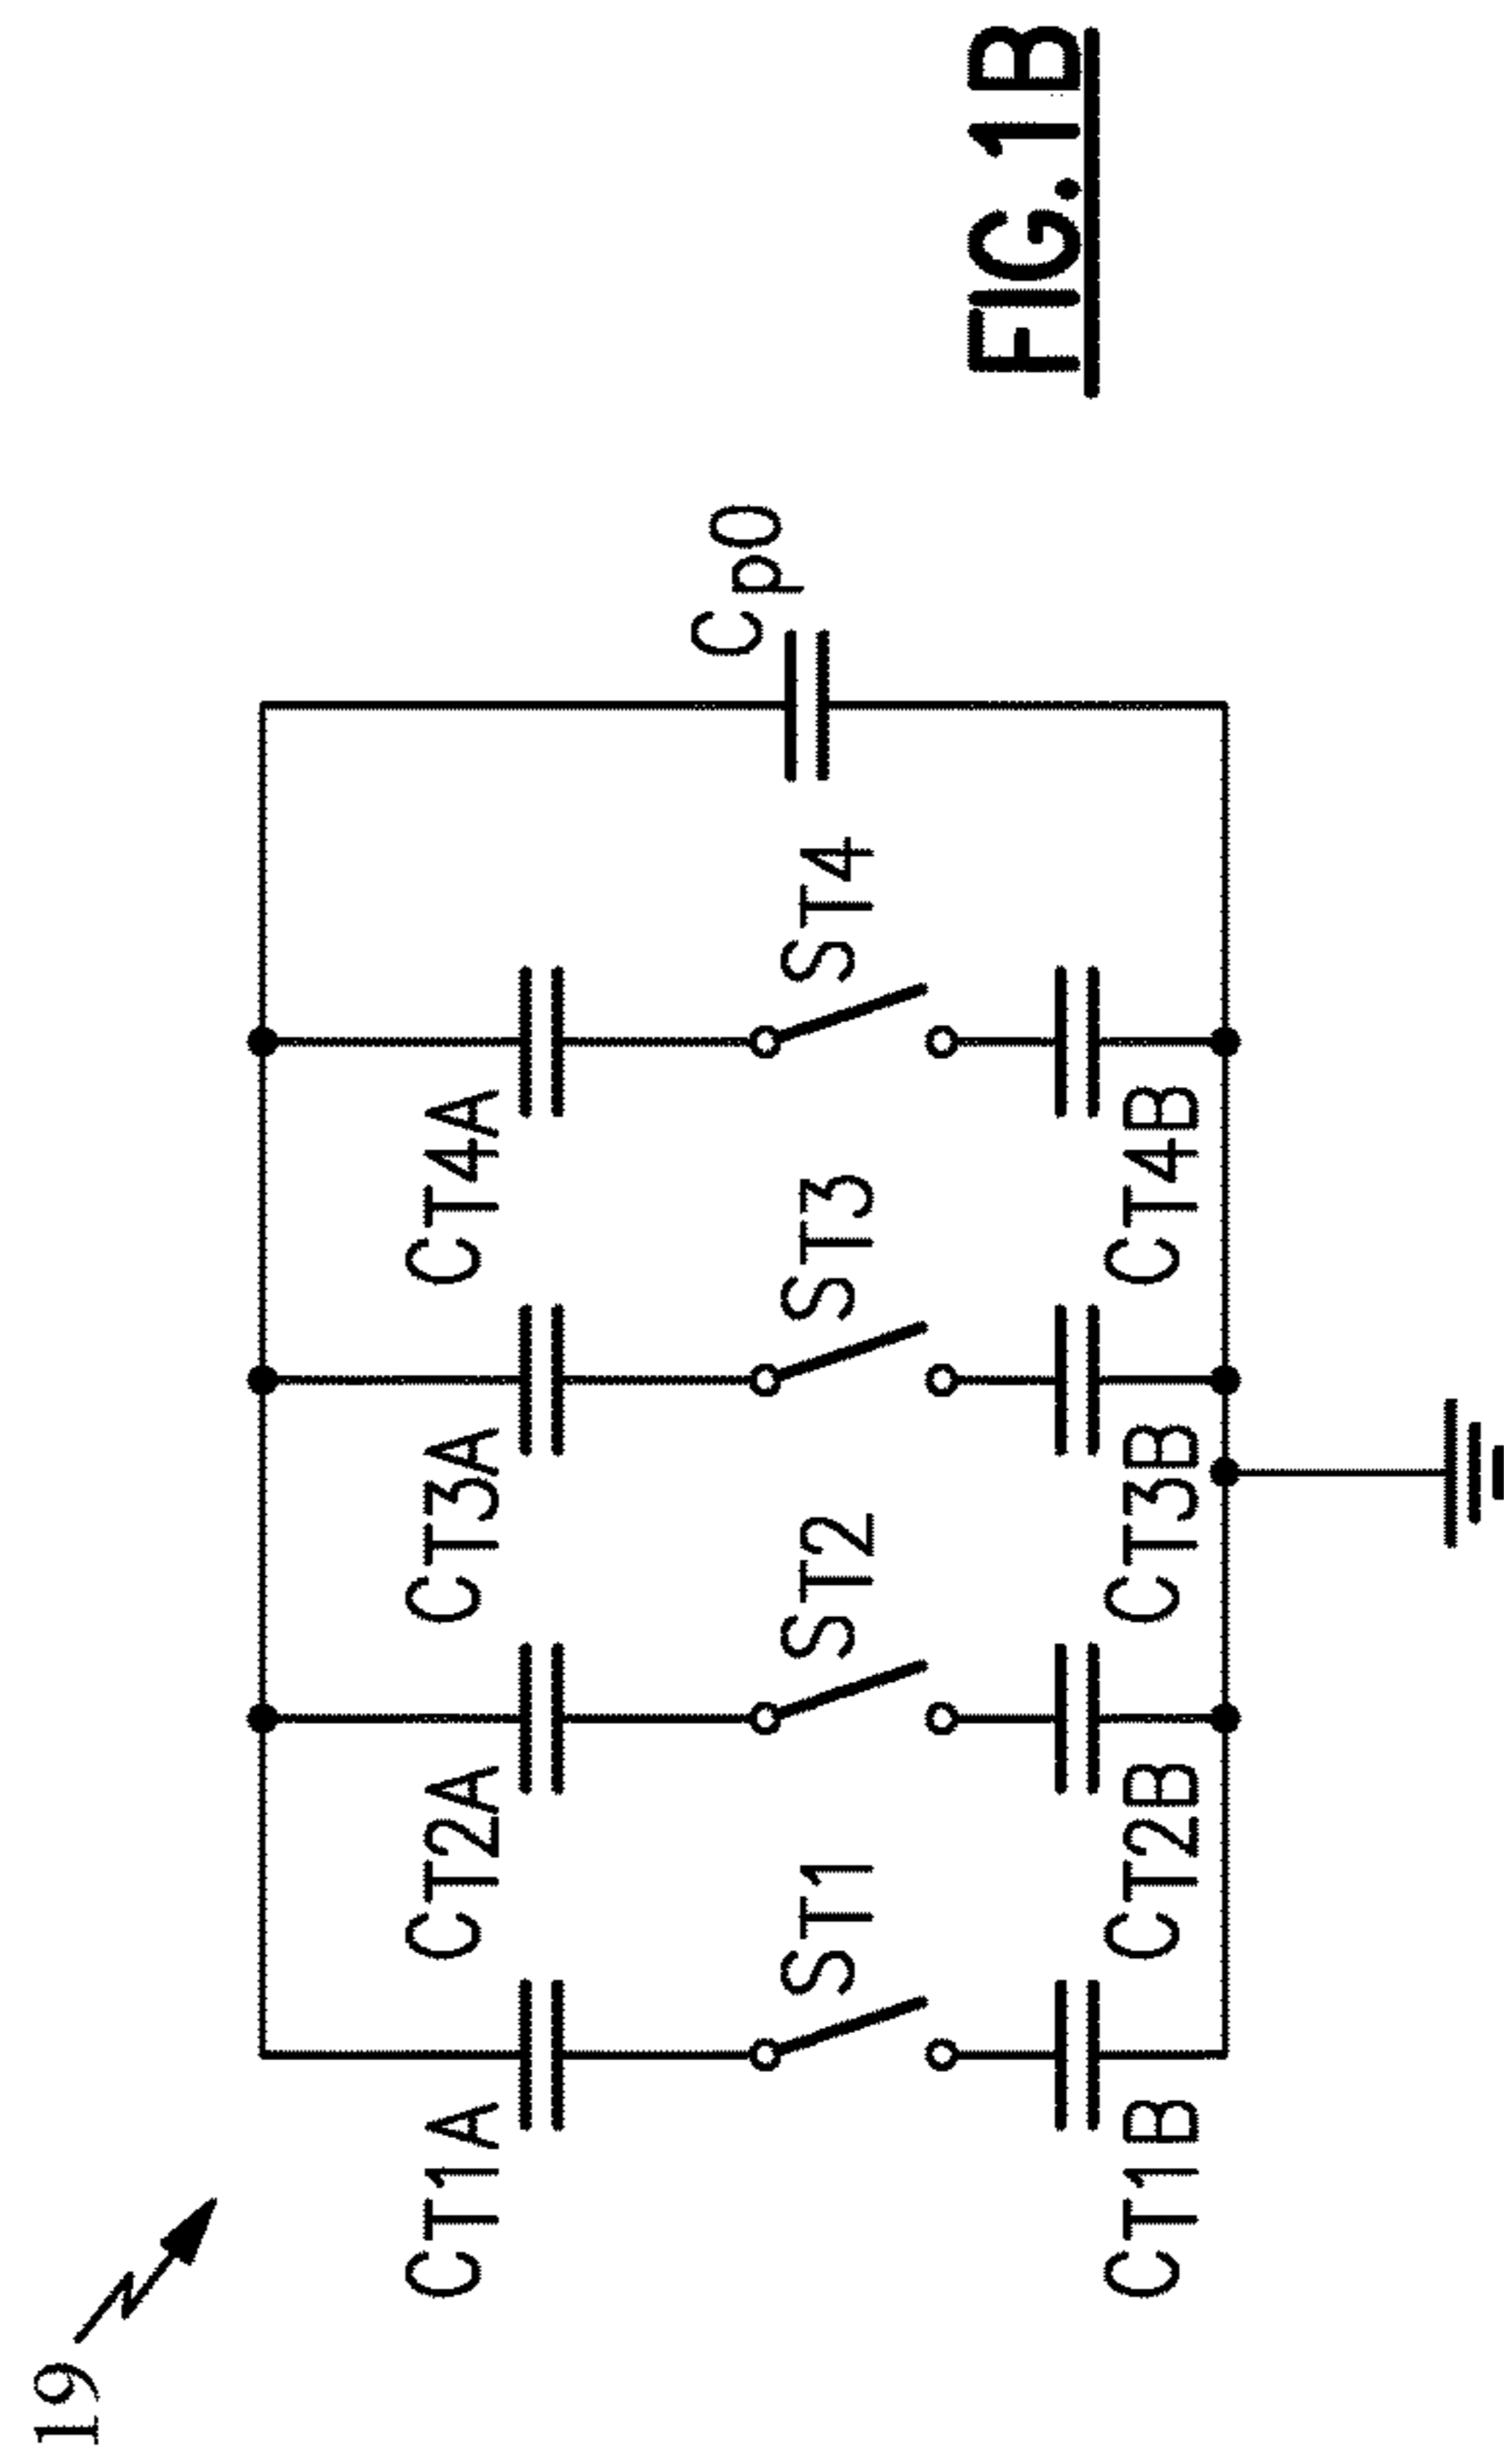 19
CT1A
CT2A
CT3A
CT4A
ST1
ST2
ST3
ST4
Cp0
CT1B
CT2B
CT3B
CT4B
FIG.1B